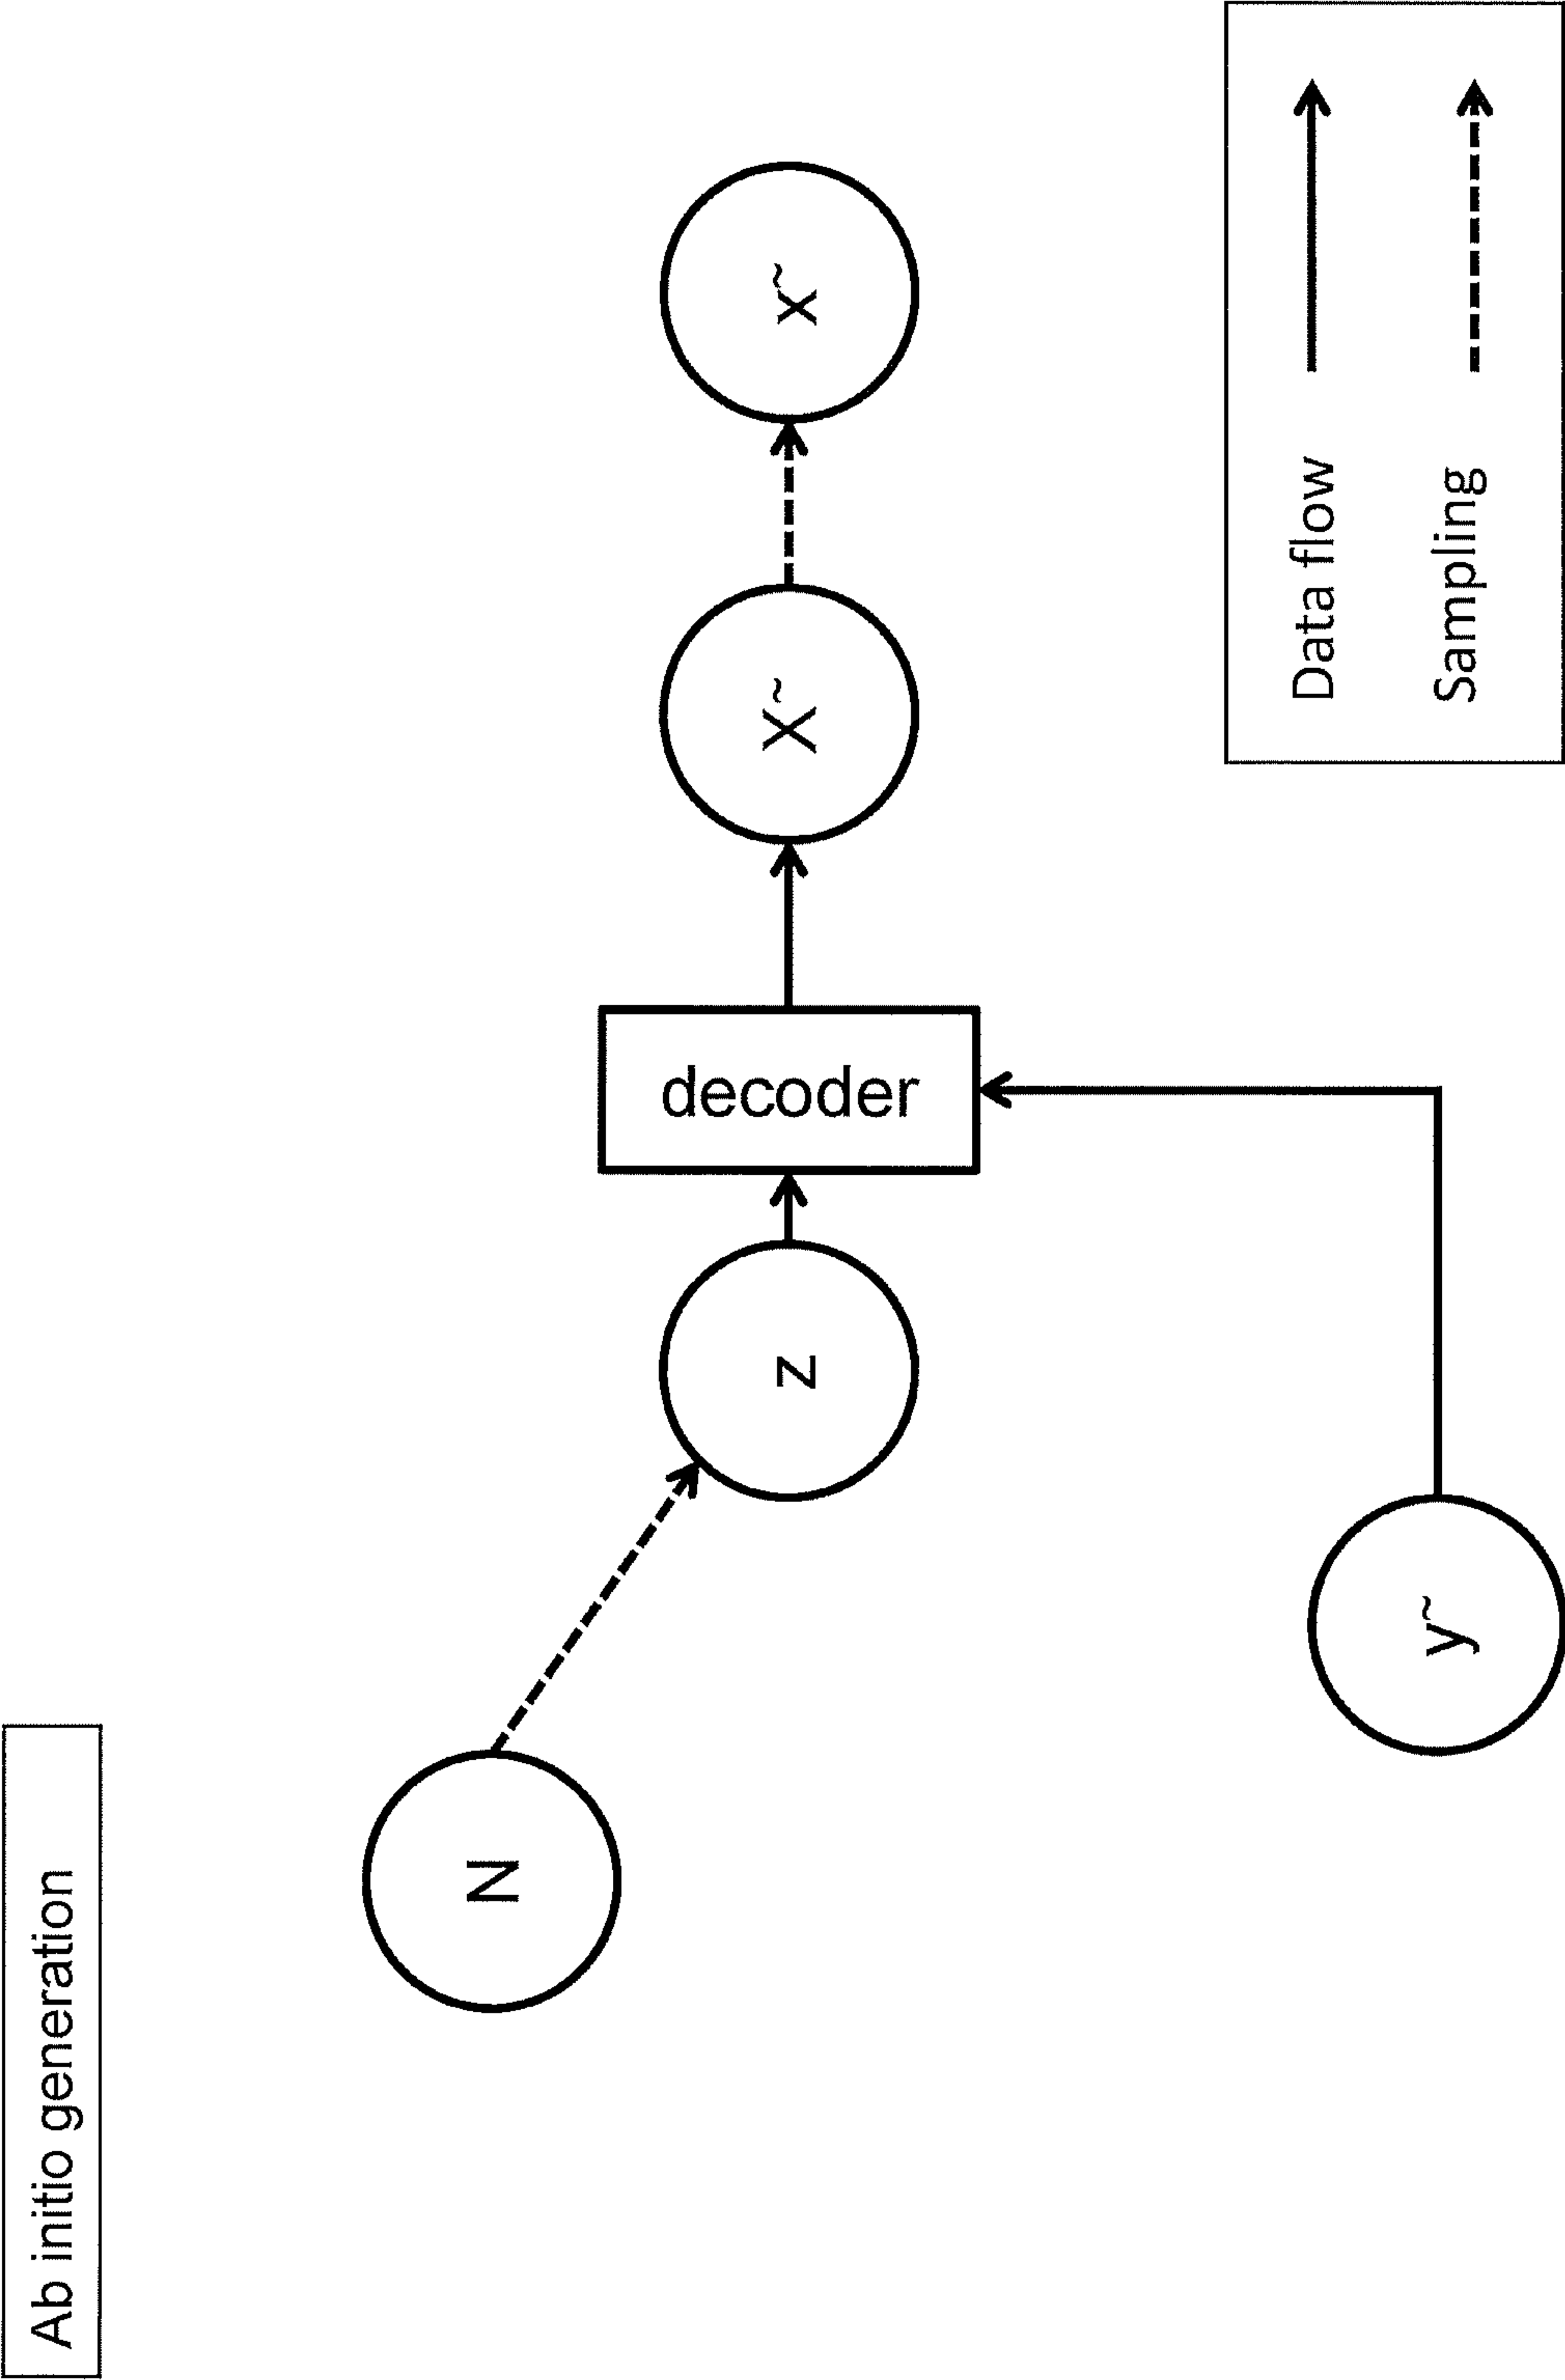 Ab initio generation
N
z
decoder
X~
x~
y~
Data flow
Sampling